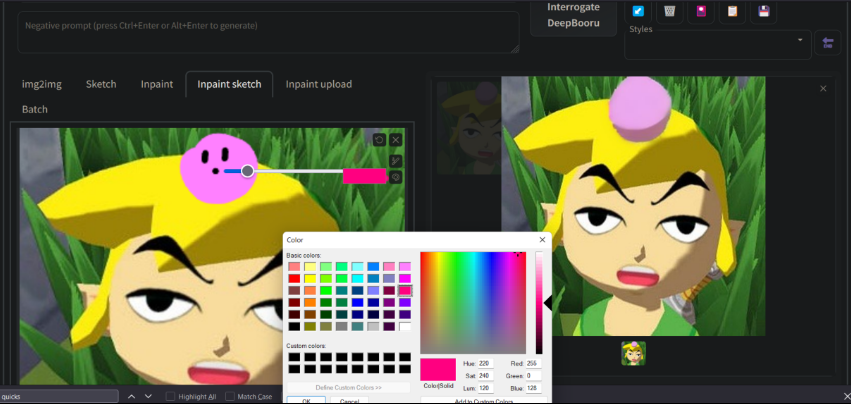 Interrogate
DeepBooru
Negative prompt (press Ctrl+Enter or Alt+Enter to generate)
Styles
img2img
Sketch
Inpaint
Inpaint sketch
Inpaint upload
Batch
Color
Basic colors:
Custom colors:
Define Custom Colors >>
Color|Solid
Hue: 220
Sat: 240
Lum: 120
Red: 255
Green: 0
Blue: 128
OK
Cancel
Add to Custom Colors
quicks
Highlight All
Match Case